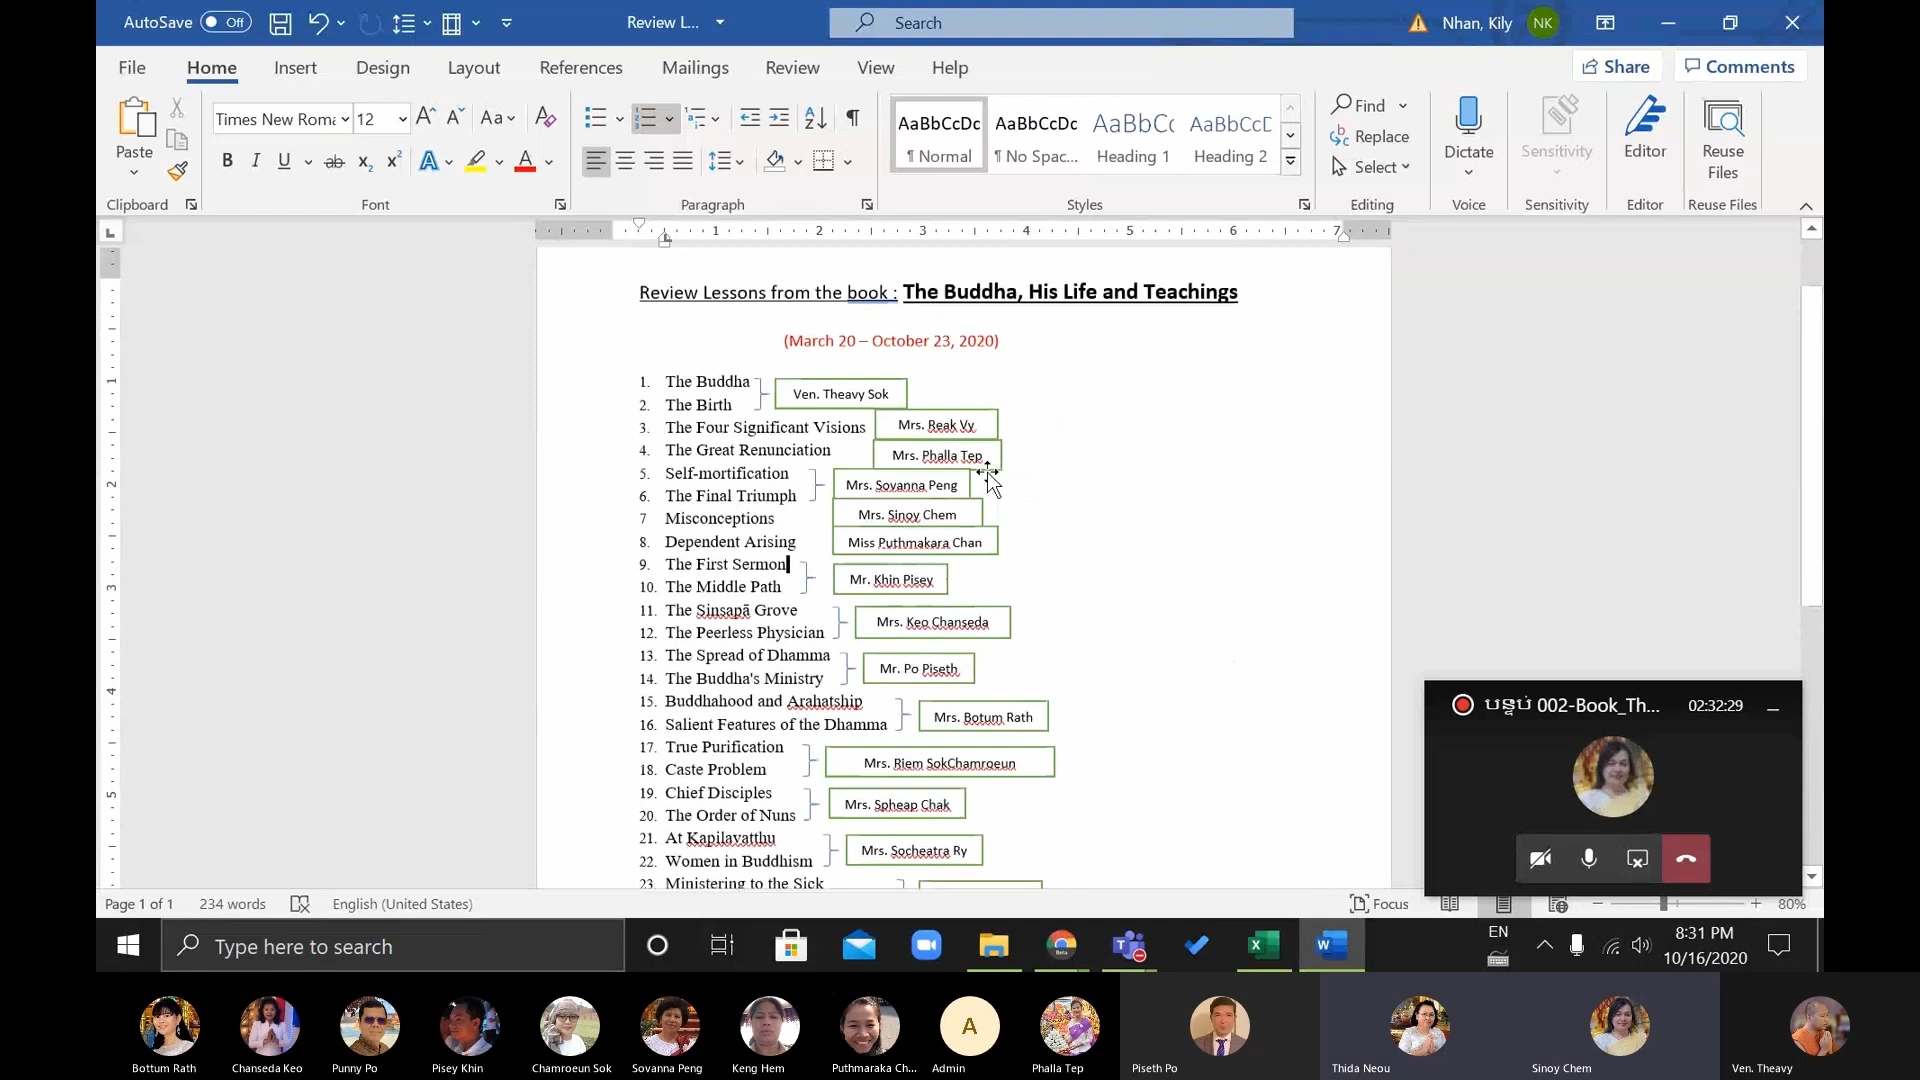 AutoSave Off Review L... Search Nhan, Kily NK
File Home Insert Design Layout References Mailings Review View Help Share Comments
Times New Roma 12 Aa AaBbCcDc AaBbCcDc AaBbCc AaBbCcD Find
Paste Replace Dictate Sensitivity Editor Reuse Files
B I U ab x₂ x² A A ¶ Normal ¶ No Spac... Heading 1 Heading 2 Select
Clipboard Font Paragraph Styles Editing Voice Sensitivity Editor Reuse Files
1 2 3 4 5 6 7
Review Lessons from the book : The Buddha, His Life and Teachings
(March 20 – October 23, 2020)
1. The Buddha
Ven. Theavy Sok
2. The Birth
3. The Four Significant Visions Mrs. Reak Vy
4. The Great Renunciation Mrs. Phalla Tep
5. Self-mortification
Mrs. Sovanna Peng
6. The Final Triumph
7 Misconceptions Mrs. Sinoy Chem
8. Dependent Arising Miss Puthmakara Chan
9. The First Sermon
Mr. Khin Pisey
10. The Middle Path
11. The Sinsapā Grove
Mrs. Keo Chanseda
12. The Peerless Physician
13. The Spread of Dhamma
Mr. Po Piseth
14. The Buddha's Ministry
15. Buddhahood and Arahatship
Mrs. Botum Rath
16. Salient Features of the Dhamma
17. True Purification
Mrs. Riem SokChamroeun
18. Caste Problem
19. Chief Disciples
Mrs. Spheap Chak
20. The Order of Nuns
21. At Kapilavatthu
Mrs. Socheatra Ry
22. Women in Buddhism
23. Ministering to the Sick
បន្ទប់ 002-Book_Th... 02:32:29
Page 1 of 1 234 words English (United States) Focus 80%
Type here to search EN 8:31 PM
10/16/2020
A
Bottum Rath Chanseda Keo Punny Po Pisey Khin Chamroeun Sok Sovanna Peng Keng Hem Puthmaraka Ch... Admin Phalla Tep Piseth Po Thida Neou Sinoy Chem Ven. Theavy